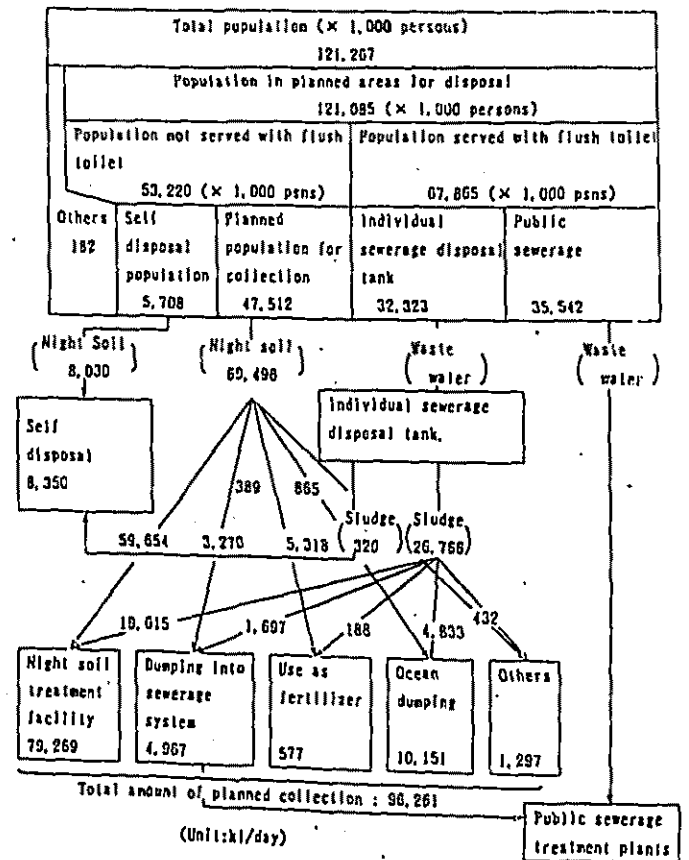 Total population (× 1,000 persons)
121,267
Population in planned areas for disposal
121,085 (× 1,000 persons)
Population not served with flush toilet
53,220 (× 1,000 psns)
Population served with flush toilet
67,865 (× 1,000 psns)
Others
182
Self
disposal
population
5,708
Planned
population for
collection
47,512
Individual
sewerage disposal
tank
32,323
Public
sewerage
35,542
(Night Soil)
8,030
(Night soil)
69,498
(Waste
water)
(Waste
water)
Self
disposal
8,350
Individual sewerage
disposal tank.
389
865
59,654
3,270
5,318
(Sludge
320)
(Sludge
26,766)
19,615
1,697
188
4,833
432
Night soil
treatment
facility
79,269
Dumping into
sewerage
system
4,967
Use as
fertilizer
577
Ocean
dumping
10,151
Others
1,297
Total amount of planned collection : 96,261
(Unit:kl/day)
Public sewerage
treatment plants